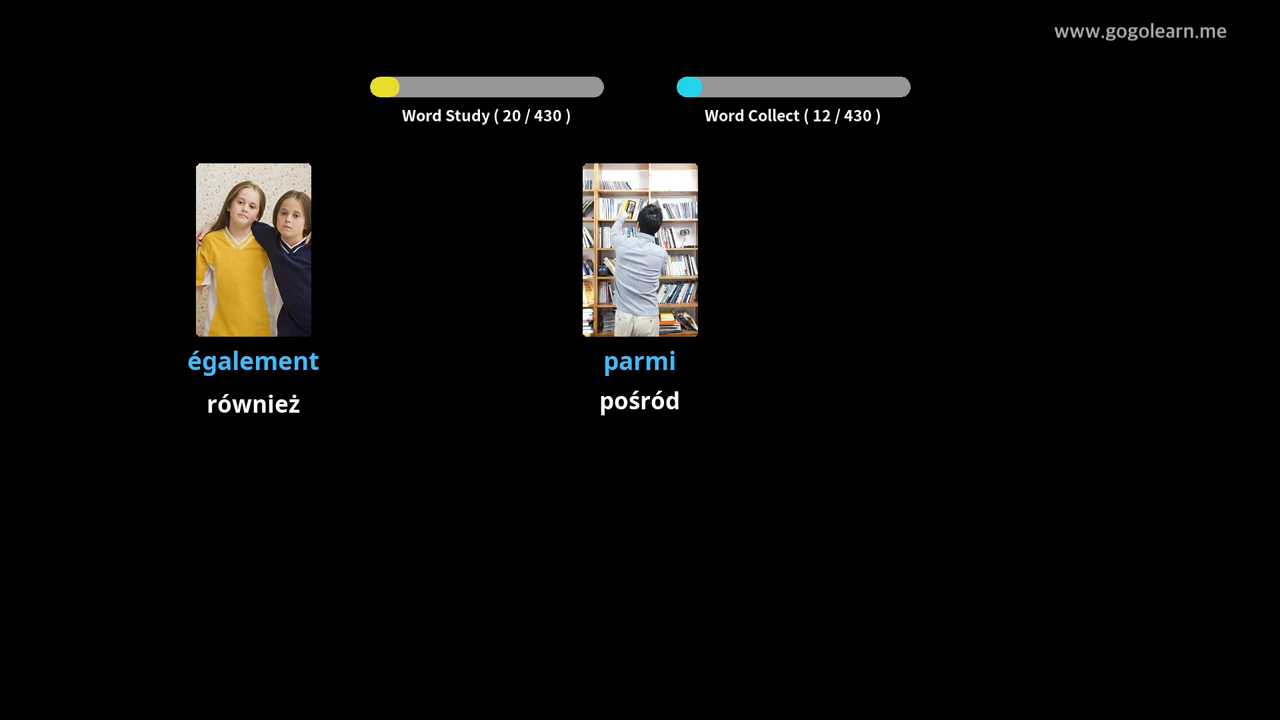 www.gogolearn.me
Word Study ( 20 / 430 )
Word Collect ( 12 / 430 )
également
również
parmi
pośród